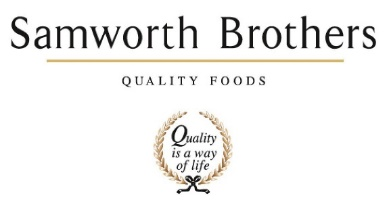 Samworth Brothers
QUALITY FOODS
Quality
is a way
of life